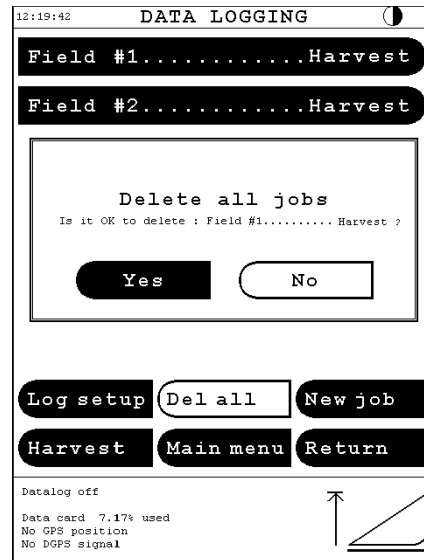 12:19:42 DATA LOGGING
Field #1.............Harvest
Field #2.............Harvest
Delete all jobs
Is it OK to delete : Field #1.......... Harvest ?
Yes No
Log setup Del all New job
Harvest Main menu Return
Datalog off
Data card 7.17% used
No GPS position
No DGPS signal